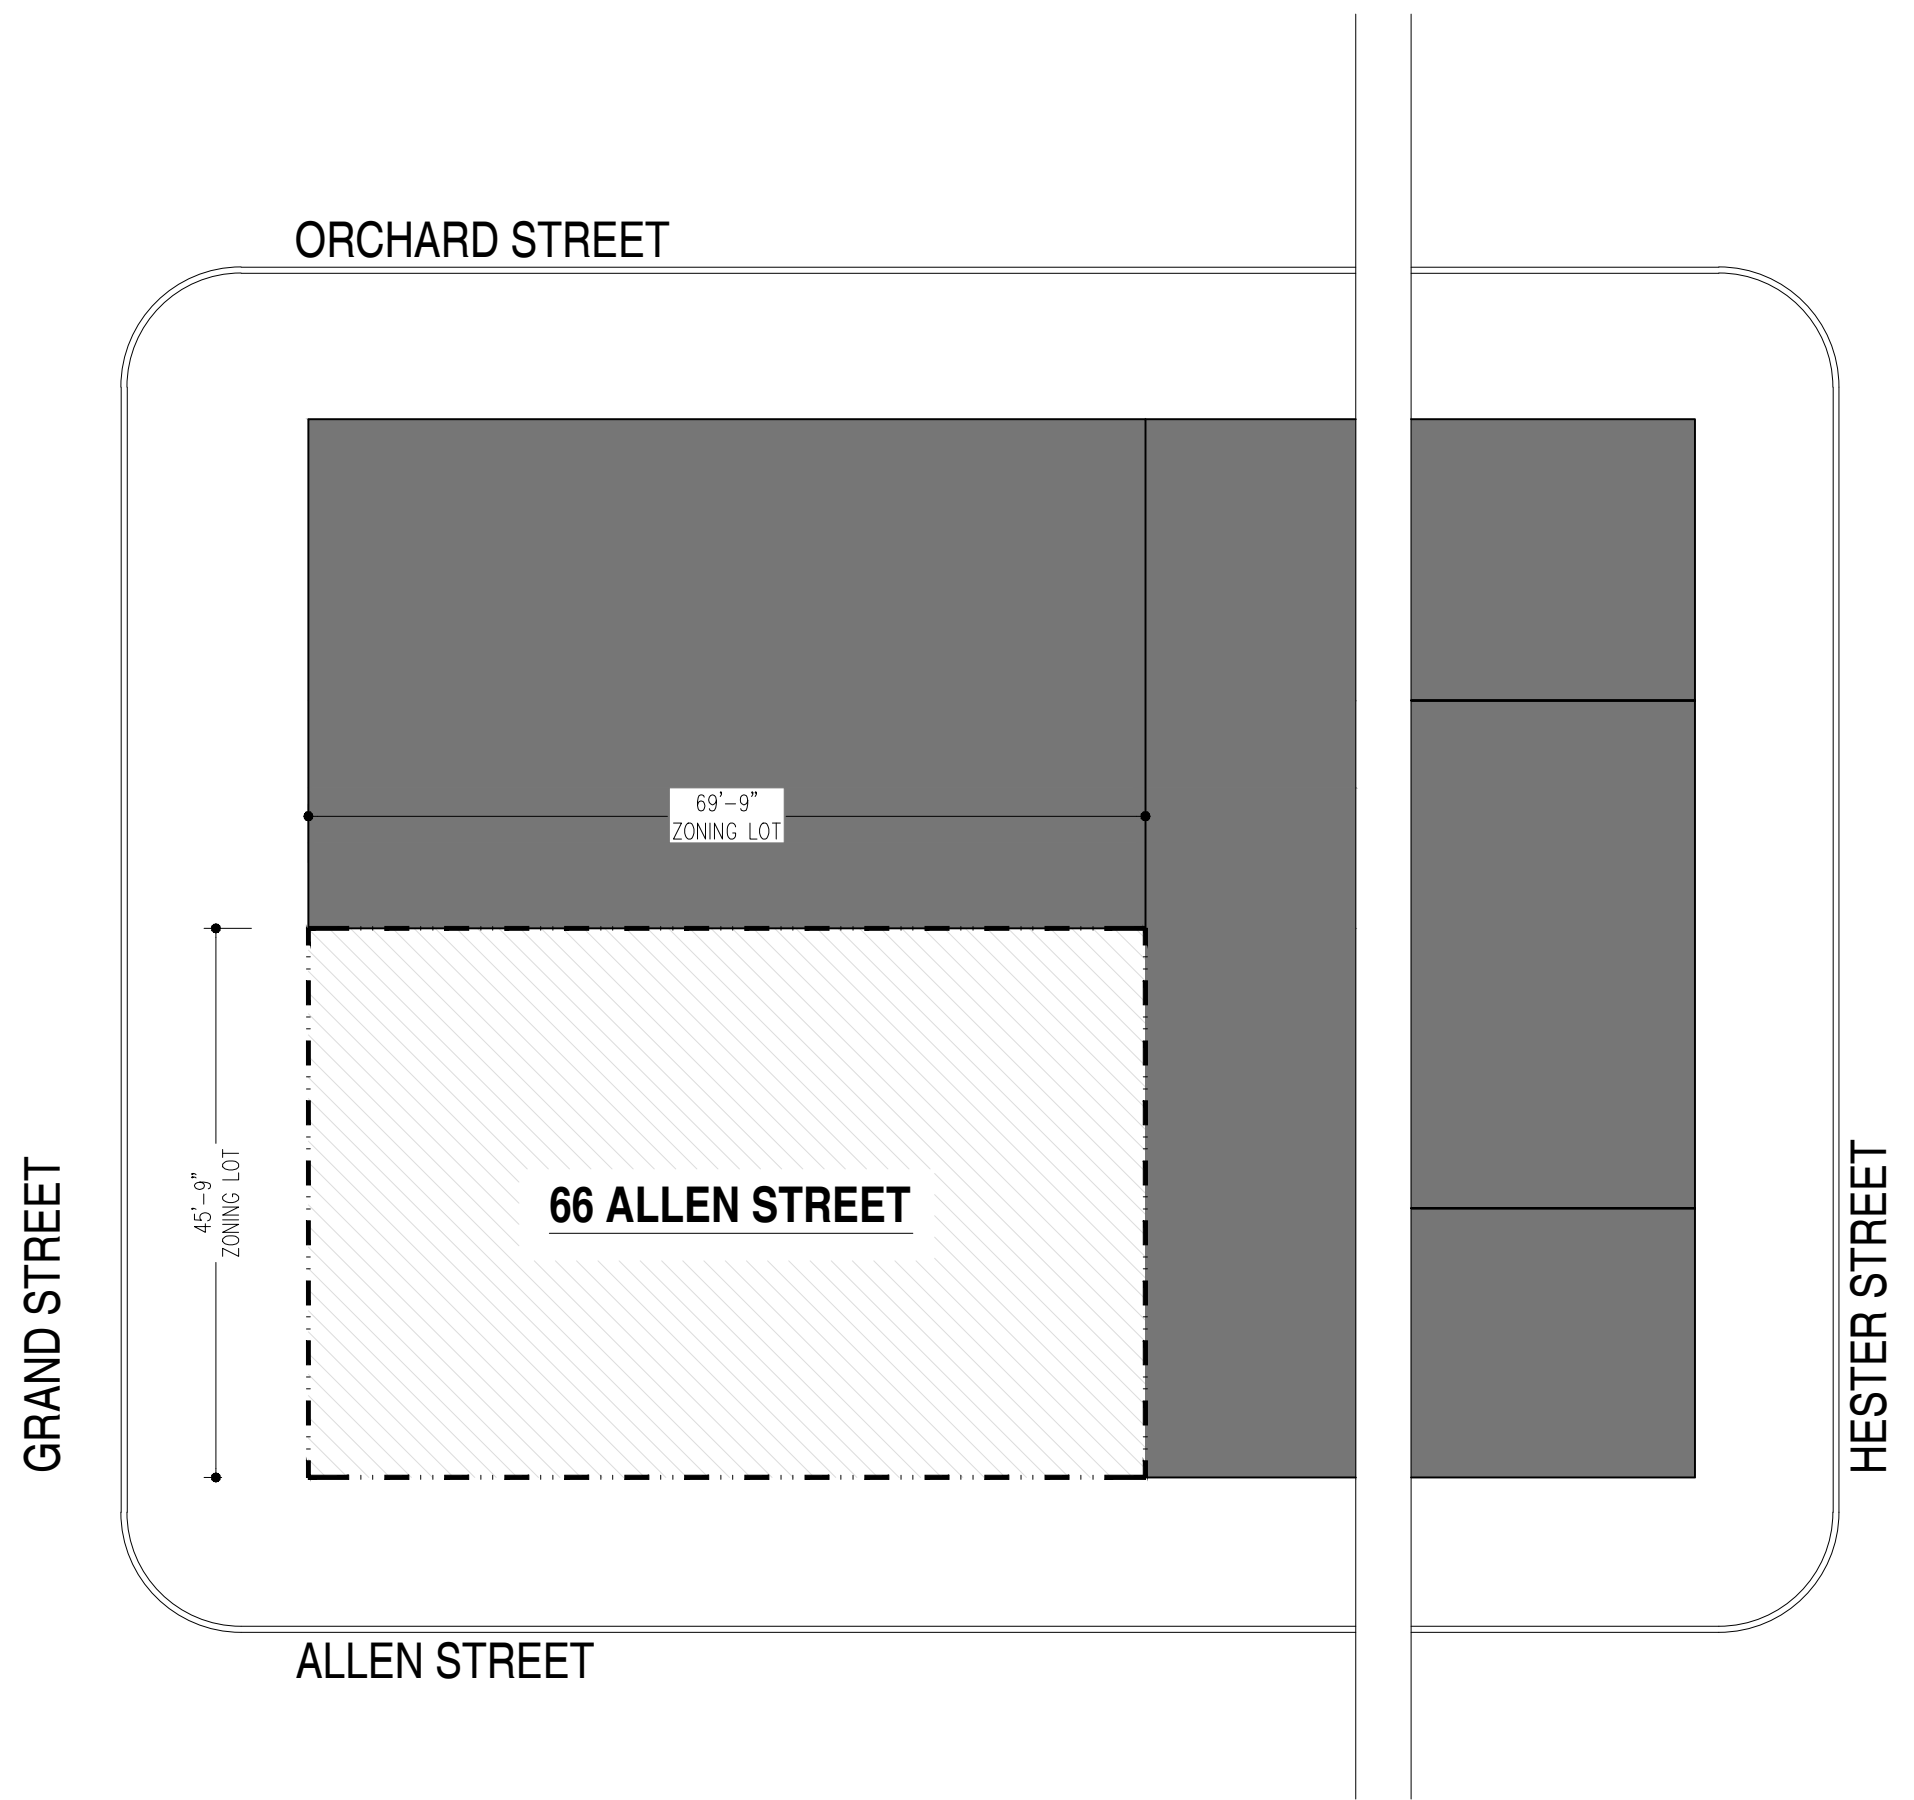 ORCHARD STREET
69'-9"
ZONING LOT
45'-9"
ZONING LOT
GRAND STREET
66 ALLEN STREET
HESTER STREET
ALLEN STREET